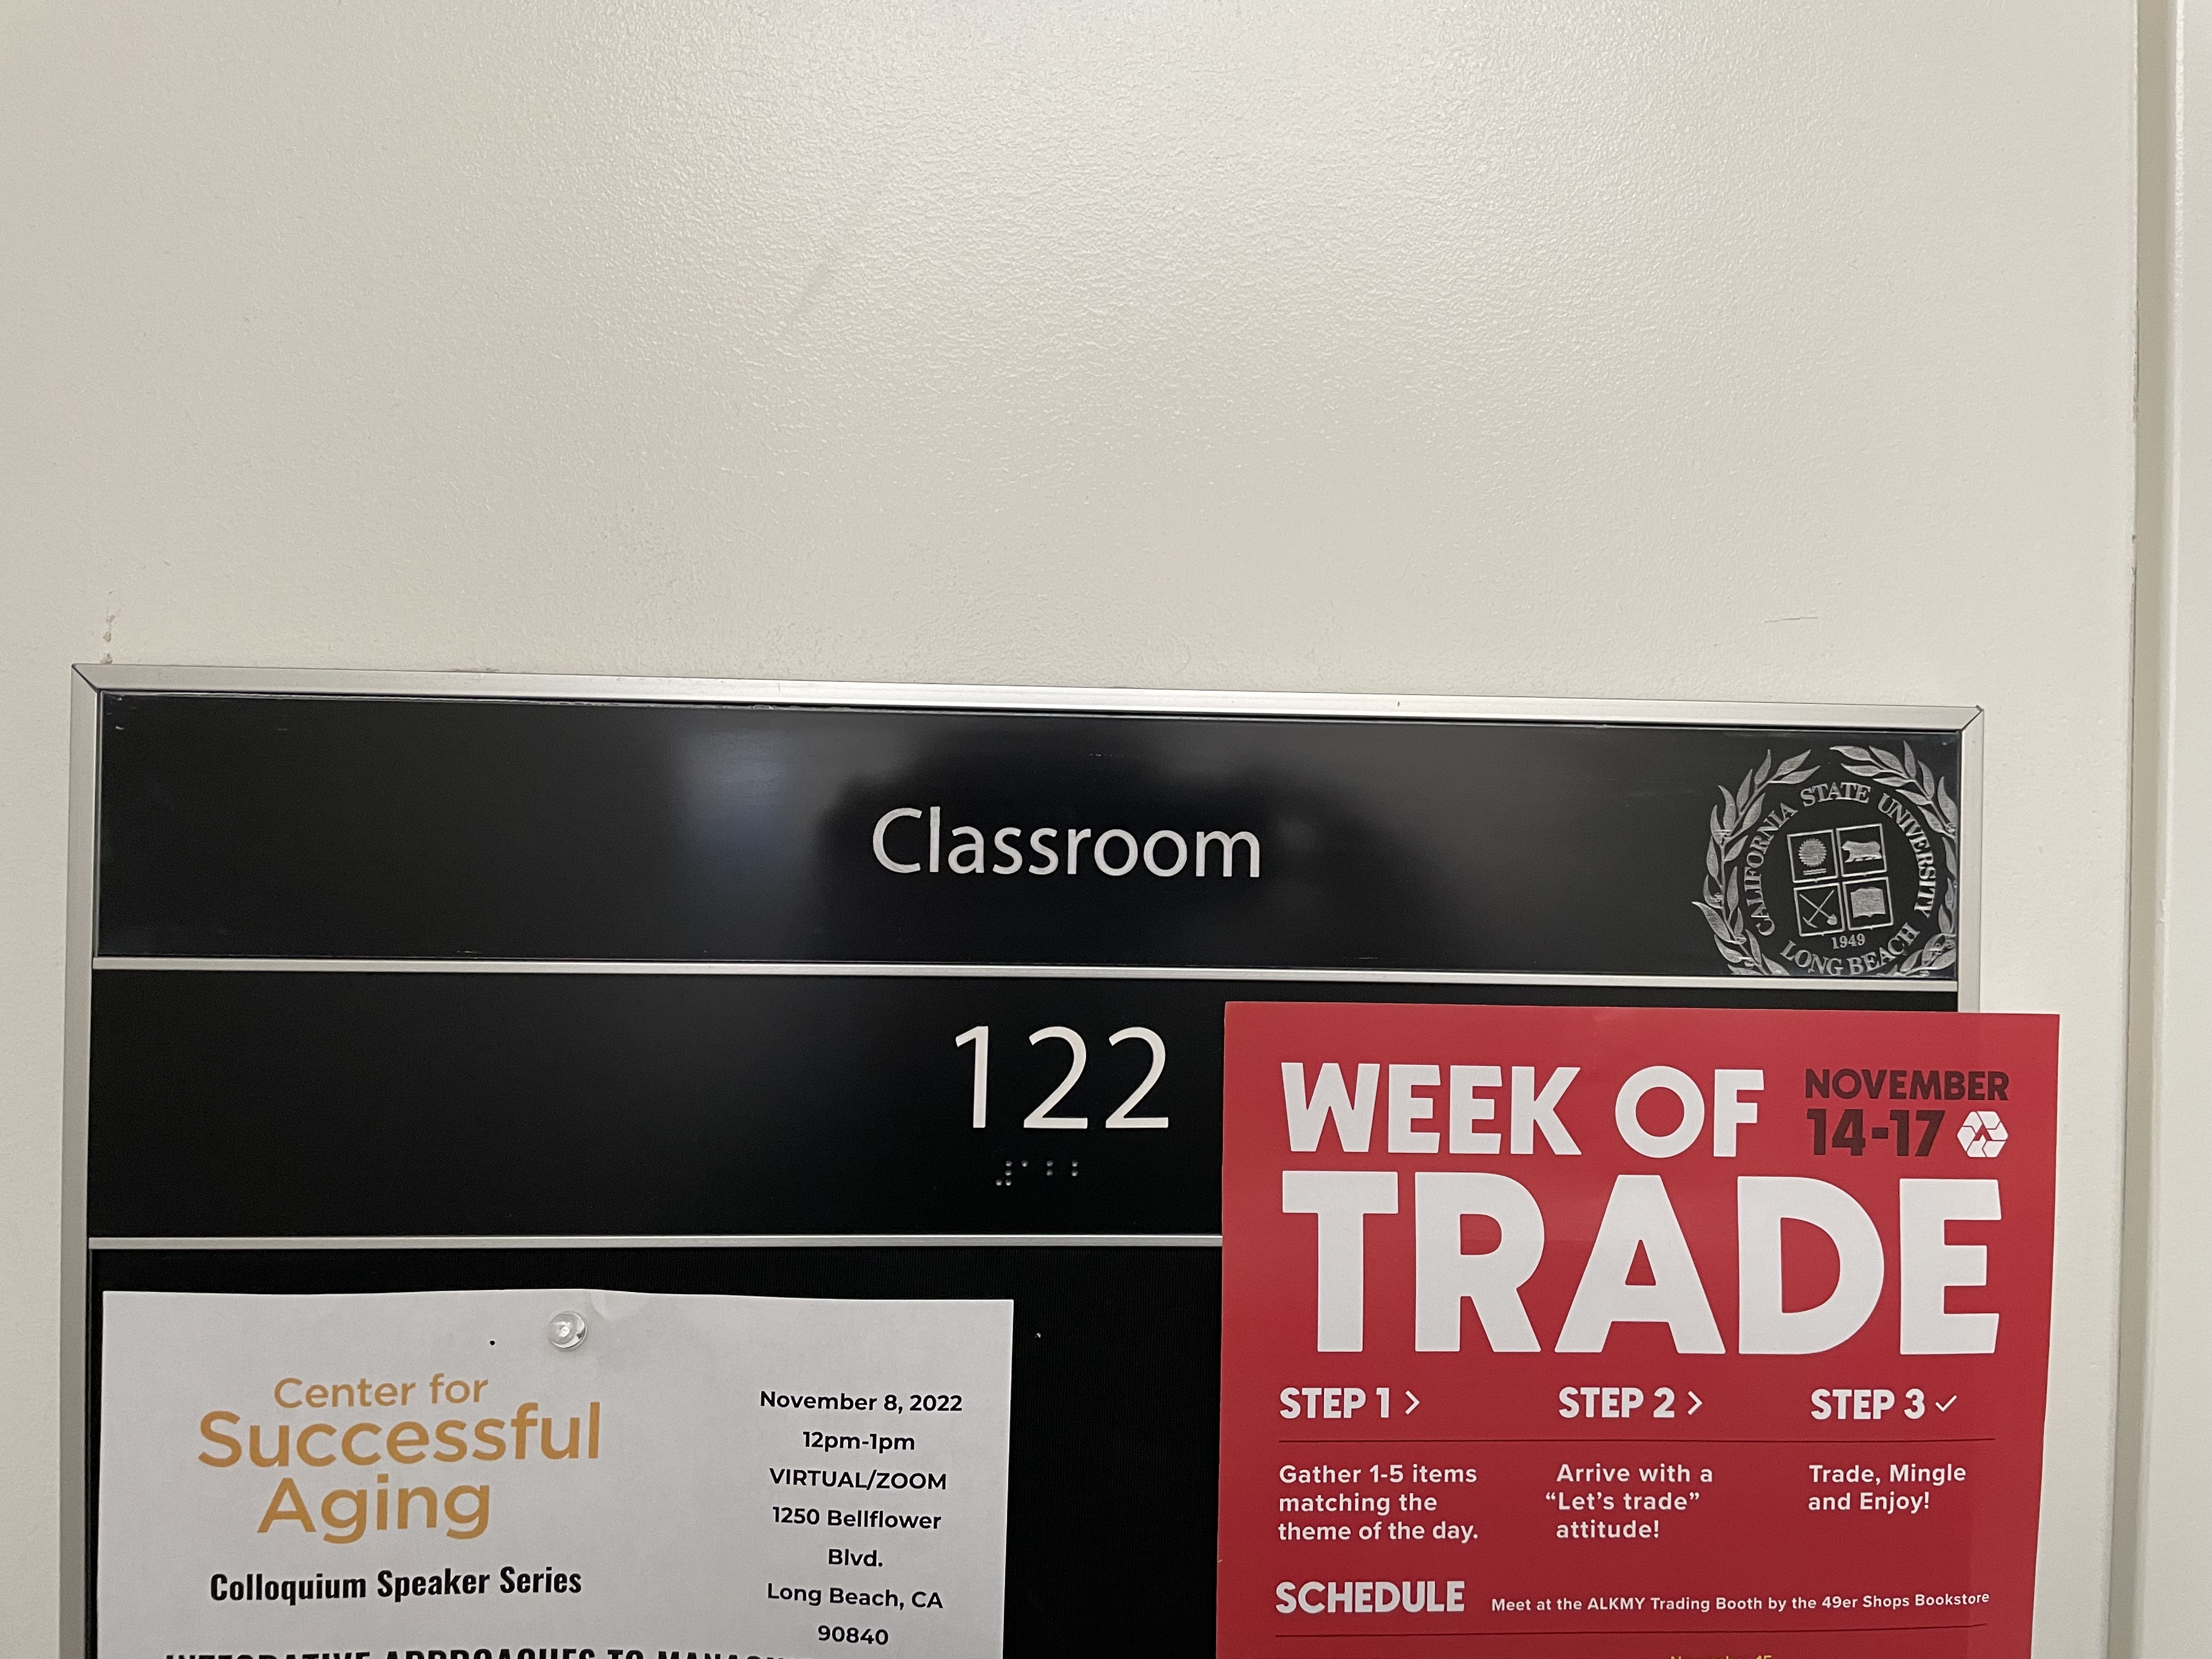 Classroom
CALIFORNIA STATE UNIVERSITY
LONG BEACH
1949
122
Center for
Successful
Aging
Colloquium Speaker Series
November 8, 2022
12pm-1pm
VIRTUAL/ZOOM
1250 Bellflower
Blvd.
Long Beach, CA
90840
INTEGRATIVE APPROACHES TO
WEEK OF
TRADE
NOVEMBER
14-17
STEP 1 >
Gather 1-5 items
matching the
theme of the day.
STEP 2 >
Arrive with a
“Let’s trade”
attitude!
STEP 3 ✓
Trade, Mingle
and Enjoy!
SCHEDULE
Meet at the ALKMY Trading Booth by the 49er Shops Bookstore